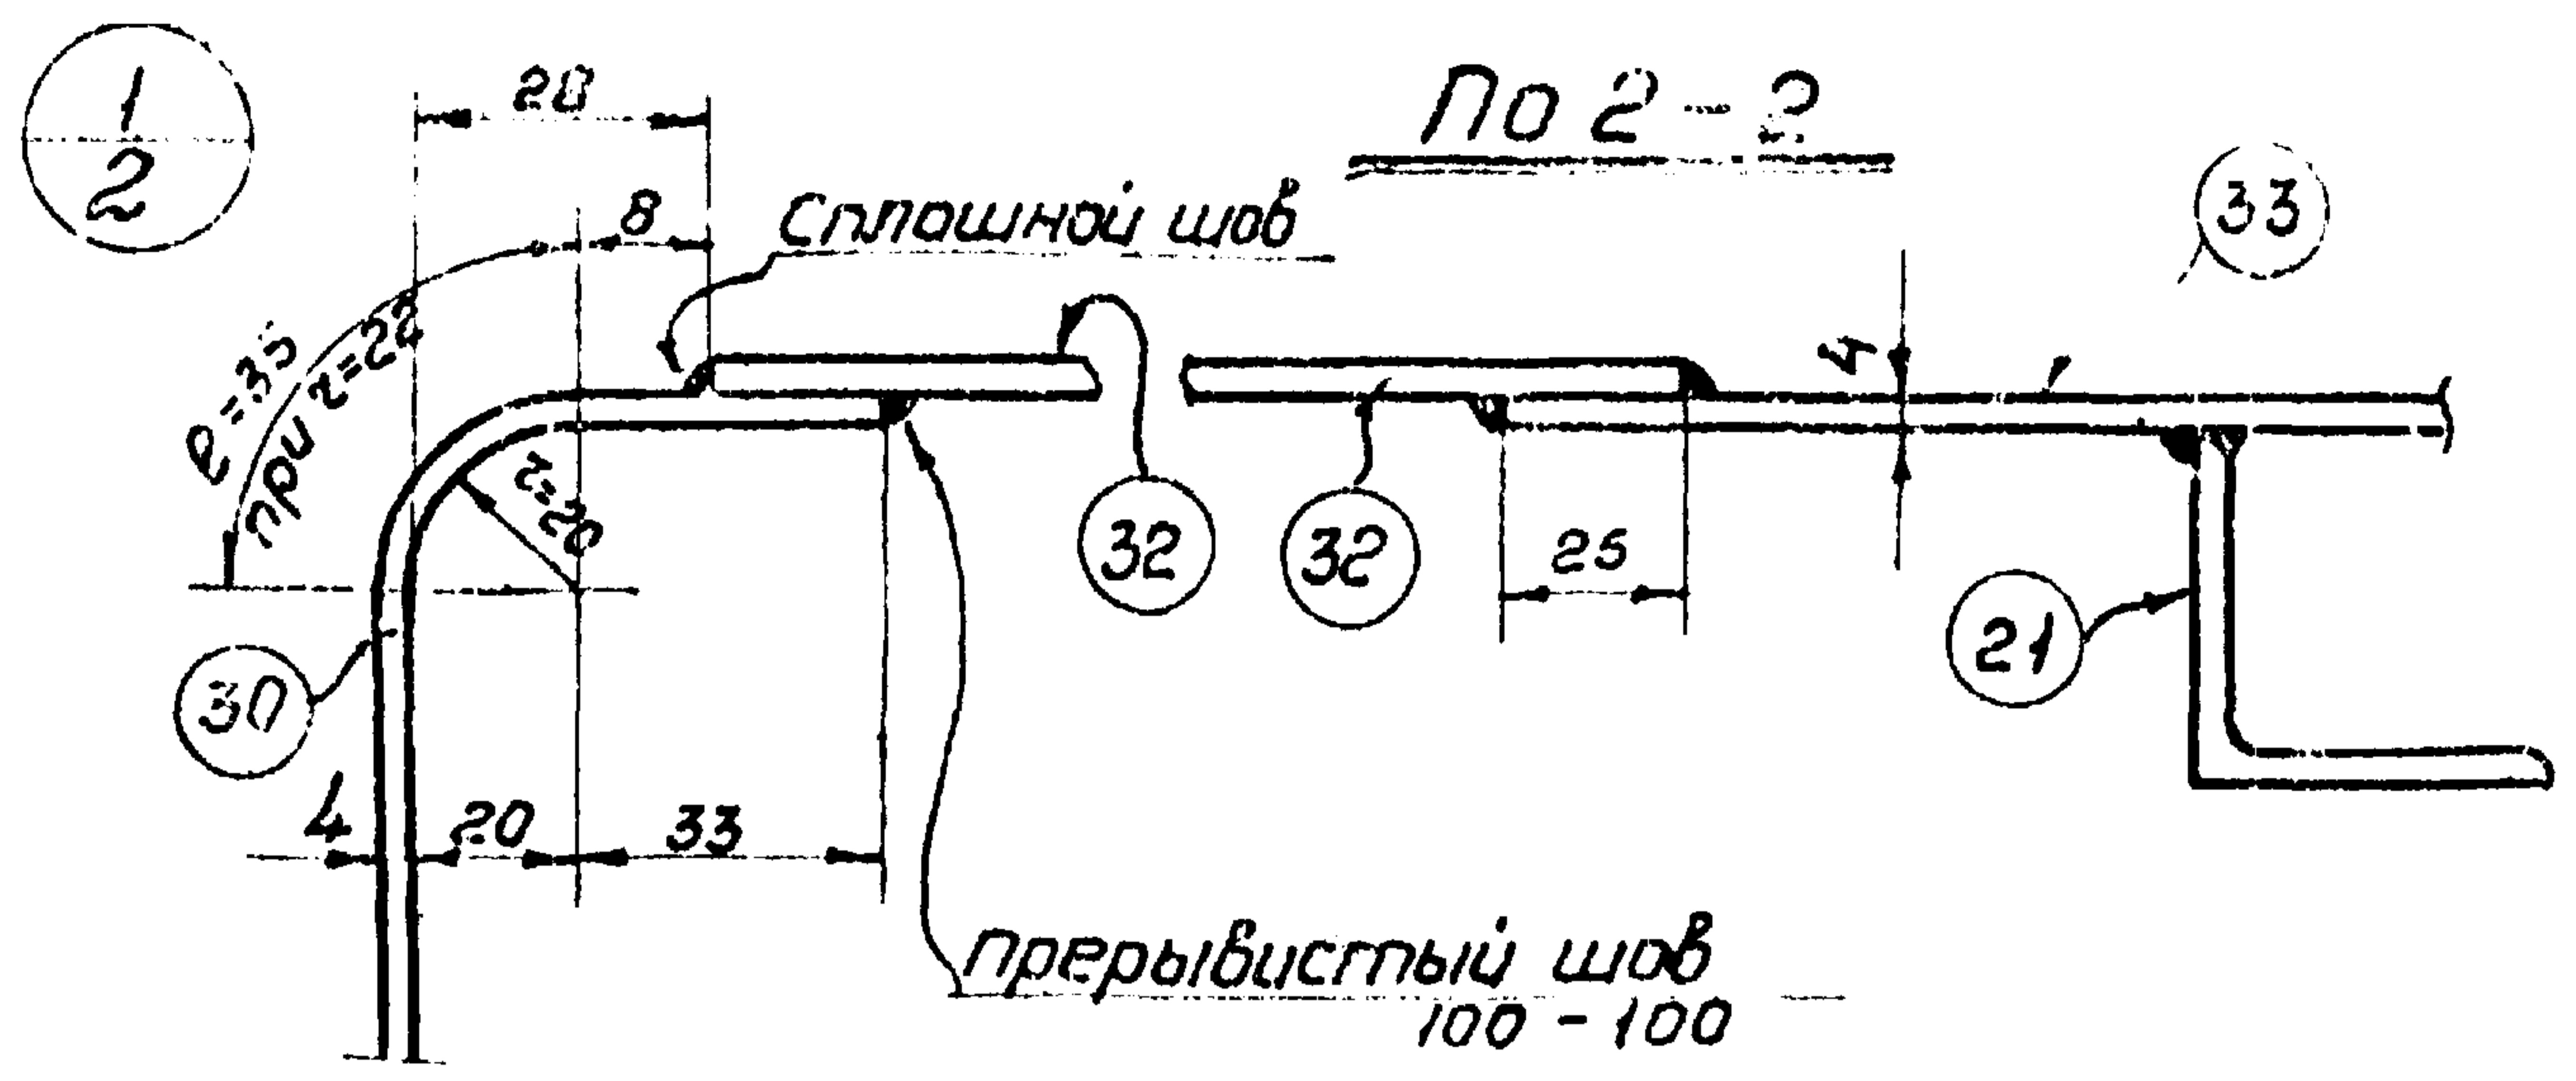 1
2
28
По 2-2
33
8
Сплошной шов
4
ℓ=35
при r=22
r=20
32
32
25
21
30
4
20
33
прерывистый шов
100-100